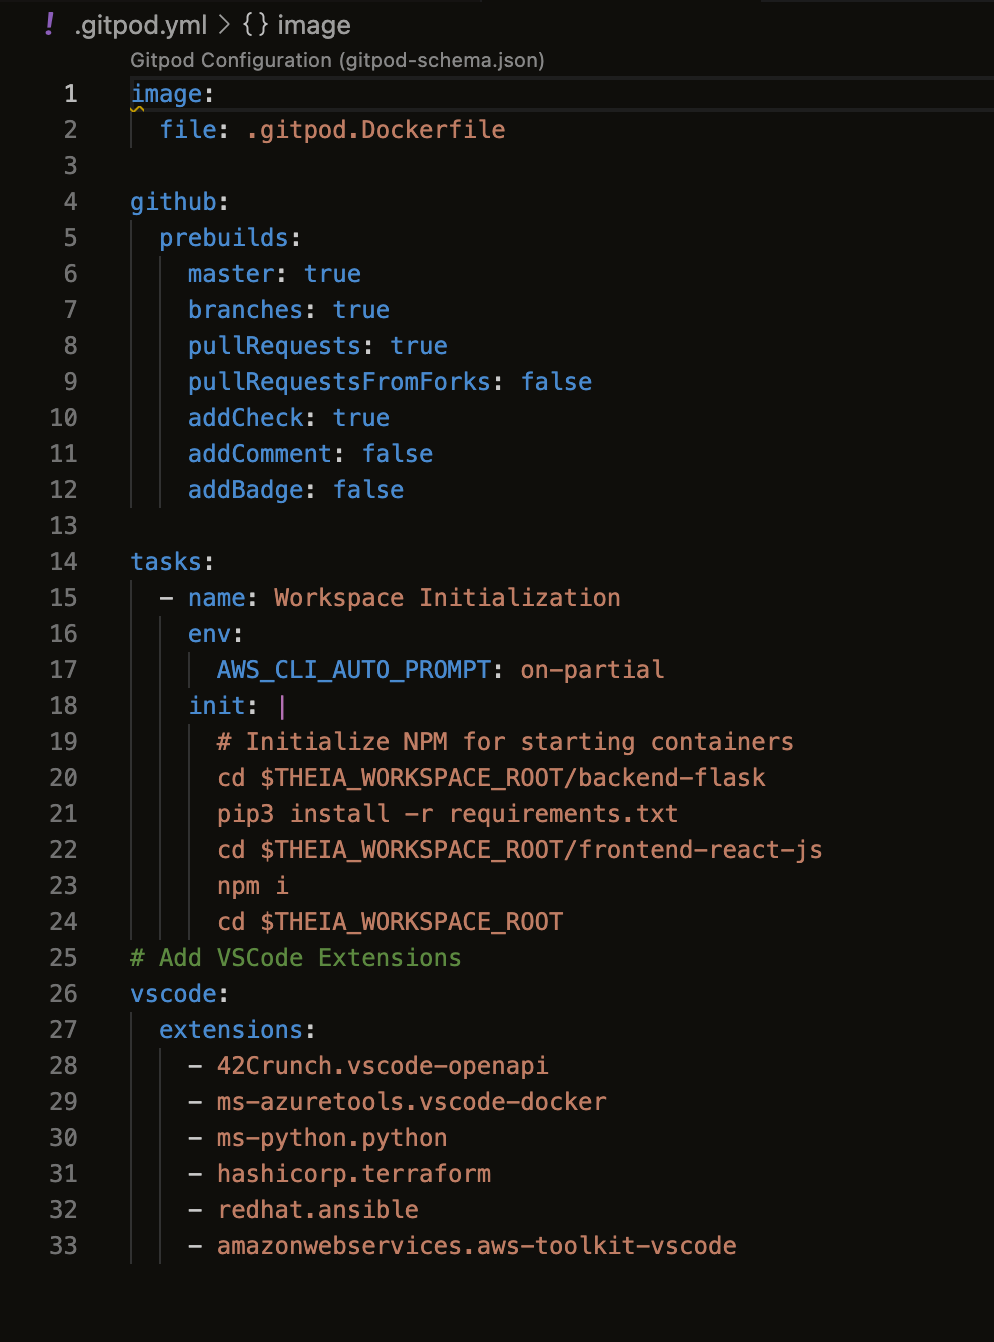 ! .gitpod.yml > {} image
Gitpod Configuration (gitpod-schema.json)
1 image:
2   file: .gitpod.Dockerfile
3
4 github:
5   prebuilds:
6     master: true
7     branches: true
8     pullRequests: true
9     pullRequestsFromForks: false
10     addCheck: true
11     addComment: false
12     addBadge: false
13
14 tasks:
15   - name: Workspace Initialization
16     env:
17       AWS_CLI_AUTO_PROMPT: on-partial
18     init: |
19       # Initialize NPM for starting containers
20       cd $THEIA_WORKSPACE_ROOT/backend-flask
21       pip3 install -r requirements.txt
22       cd $THEIA_WORKSPACE_ROOT/frontend-react-js
23       npm i
24       cd $THEIA_WORKSPACE_ROOT
25 # Add VSCode Extensions
26 vscode:
27   extensions:
28     - 42Crunch.vscode-openapi
29     - ms-azuretools.vscode-docker
30     - ms-python.python
31     - hashicorp.terraform
32     - redhat.ansible
33     - amazonwebservices.aws-toolkit-vscode